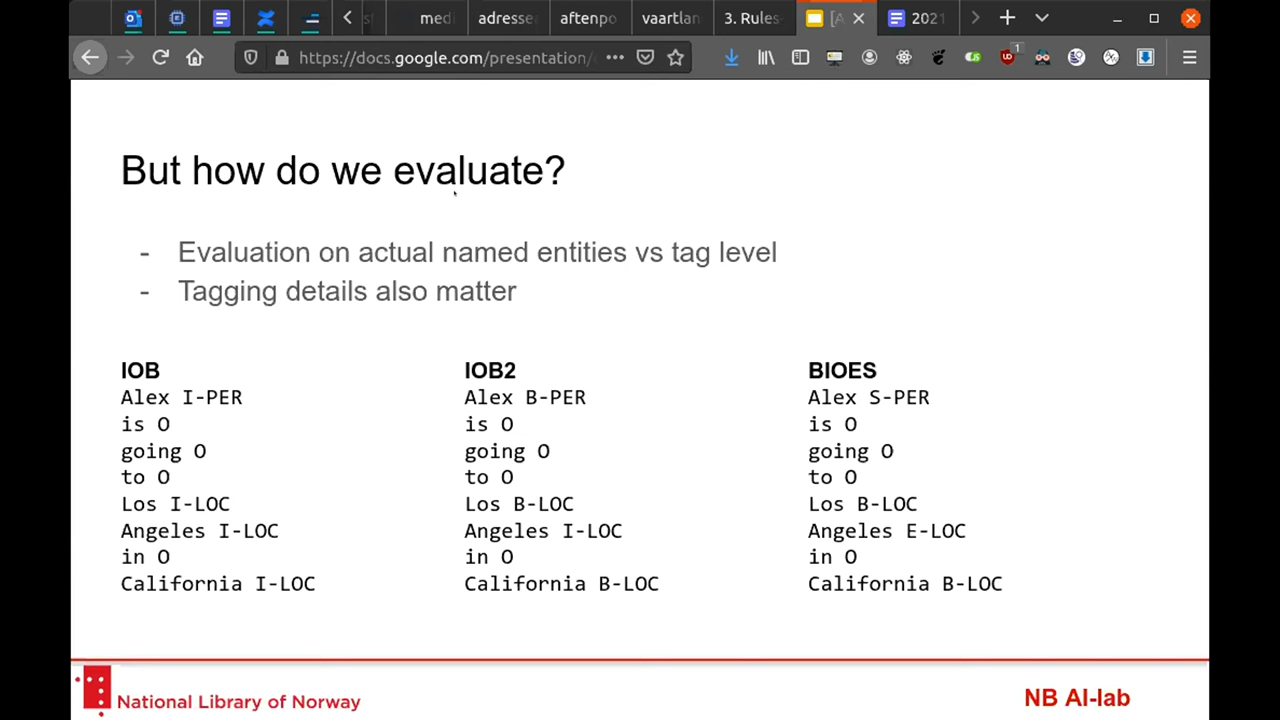 medi
adresse
aftenpo
vaartlan
3. Rules-
[A
2021
https://docs.google.com/presentation/
1
But how do we evaluate?
- Evaluation on actual named entities vs tag level
- Tagging details also matter
IOB
Alex I-PER
is O
going O
to O
Los I-LOC
Angeles I-LOC
in O
California I-LOC
IOB2
Alex B-PER
is O
going O
to O
Los B-LOC
Angeles I-LOC
in O
California B-LOC
BIOES
Alex S-PER
is O
going O
to O
Los B-LOC
Angeles E-LOC
in O
California B-LOC
National Library of Norway
NB AI-lab